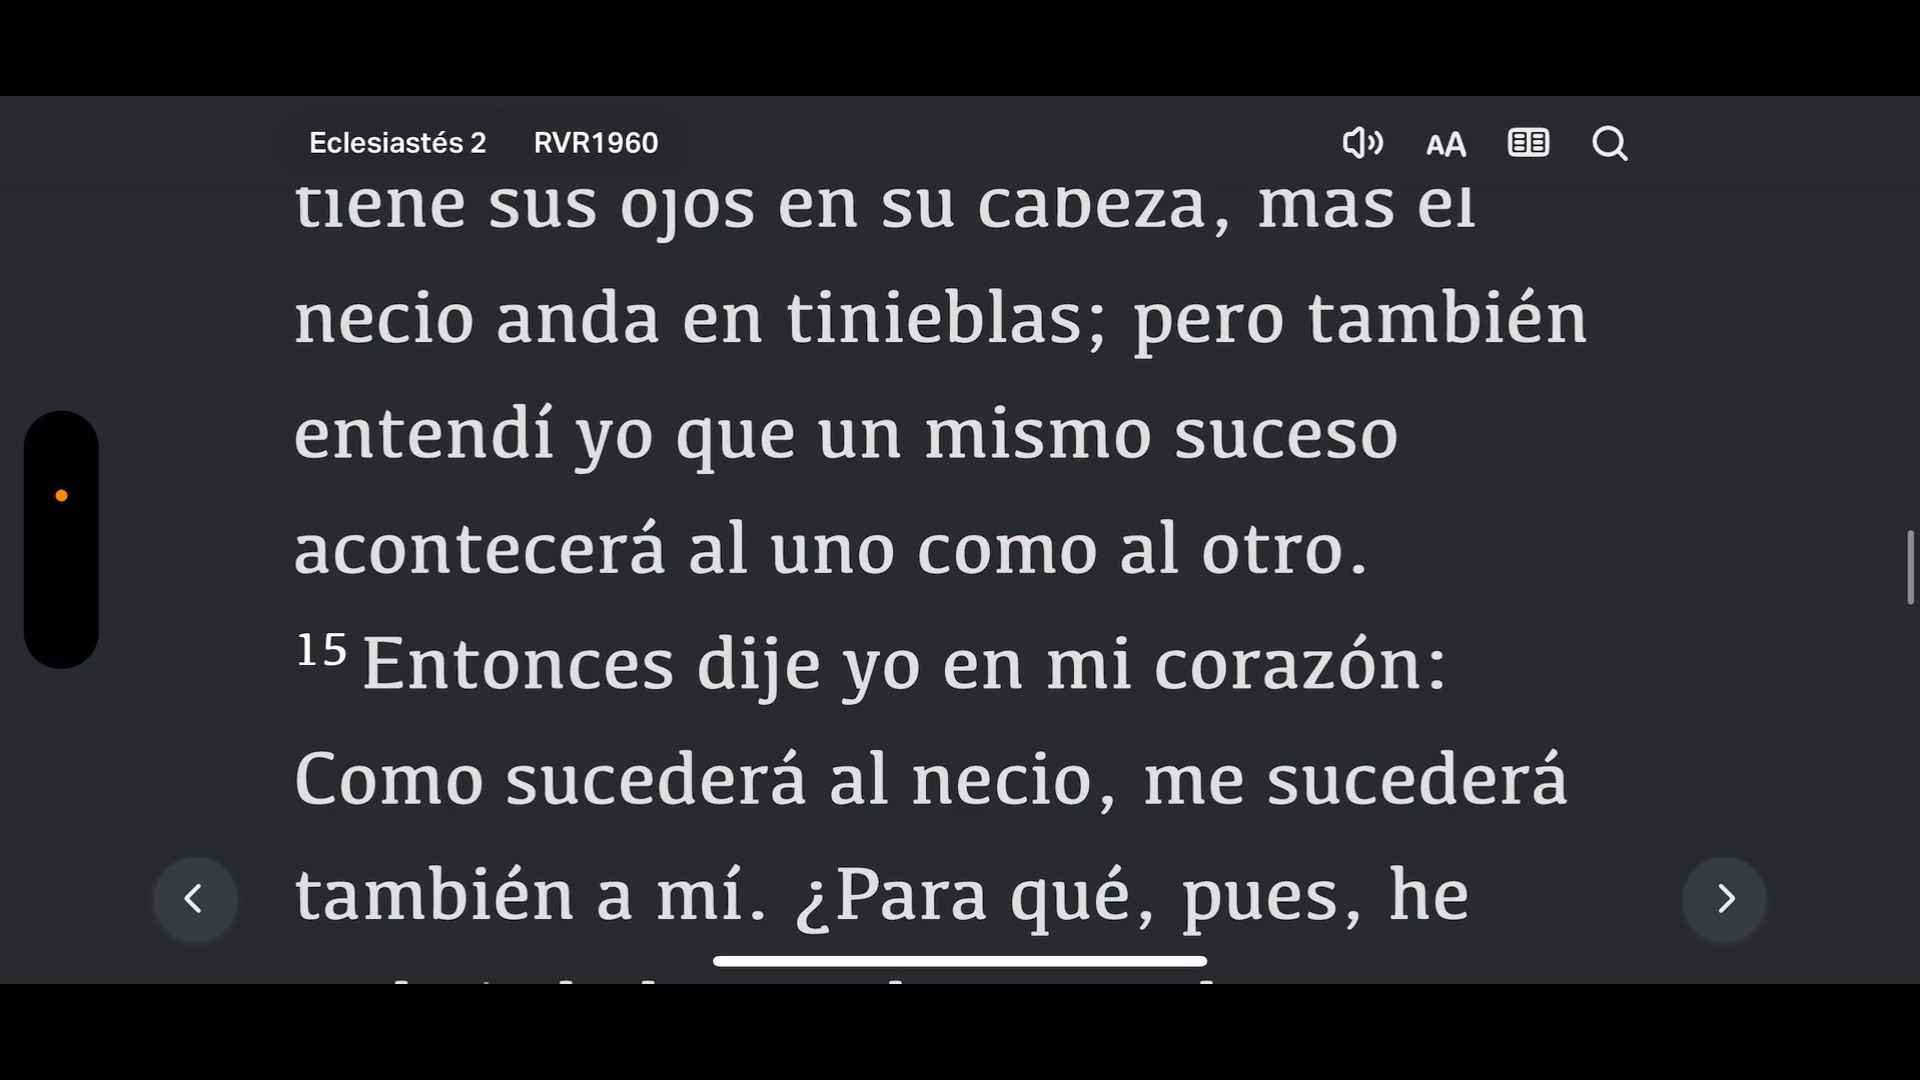 Eclesiastés 2 RVR1960 AA
tiene sus ojos en su cabeza, mas el
necio anda en tinieblas; pero también
entendí yo que un mismo suceso
acontecerá al uno como al otro.
15 Entonces dije yo en mi corazón:
Como sucederá al necio, me sucederá
también a mí. ¿Para qué, pues, he